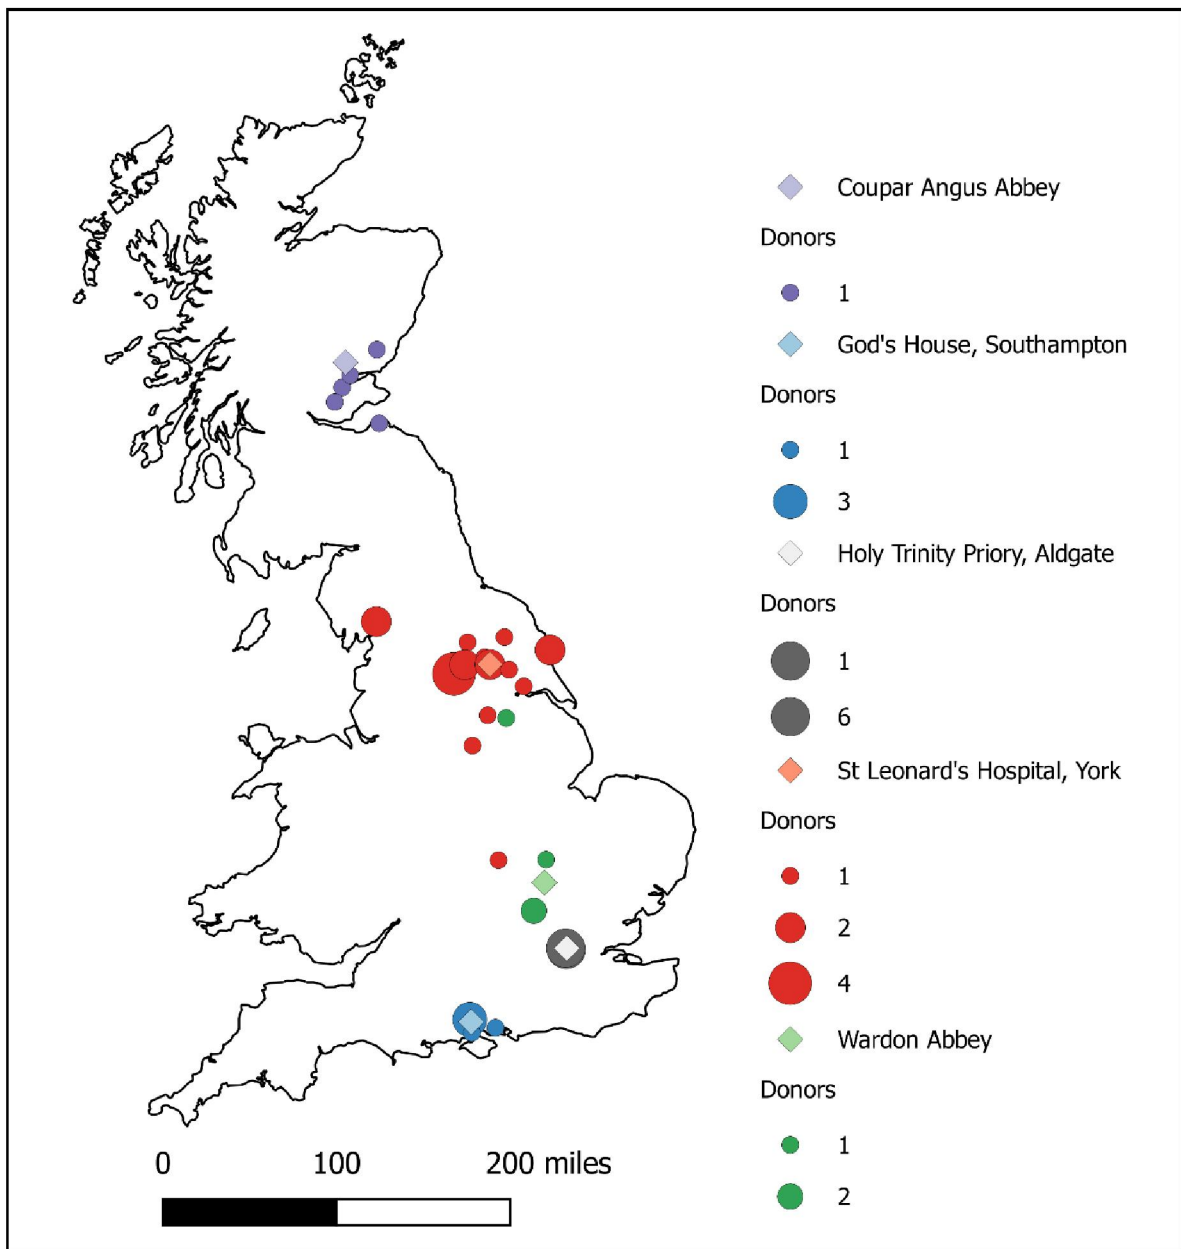 Coupar Angus Abbey
Donors
1
God's House, Southampton
Donors
1
3
Holy Trinity Priory, Aldgate
Donors
1
6
St Leonard's Hospital, York
Donors
1
2
4
Wardon Abbey
Donors
1
2
0 100 200 miles